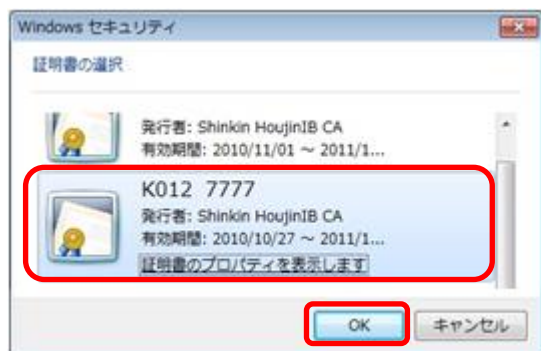 Windows セキュリティ
証明書の選択
発行者: Shinkin HoujinIB CA
有効期間: 2010/11/01 ～ 2011/1...
K012 7777
発行者: Shinkin HoujinIB CA
有効期間: 2010/10/27 ～ 2011/1...
証明書のプロパティを表示します
OK
キャンセル